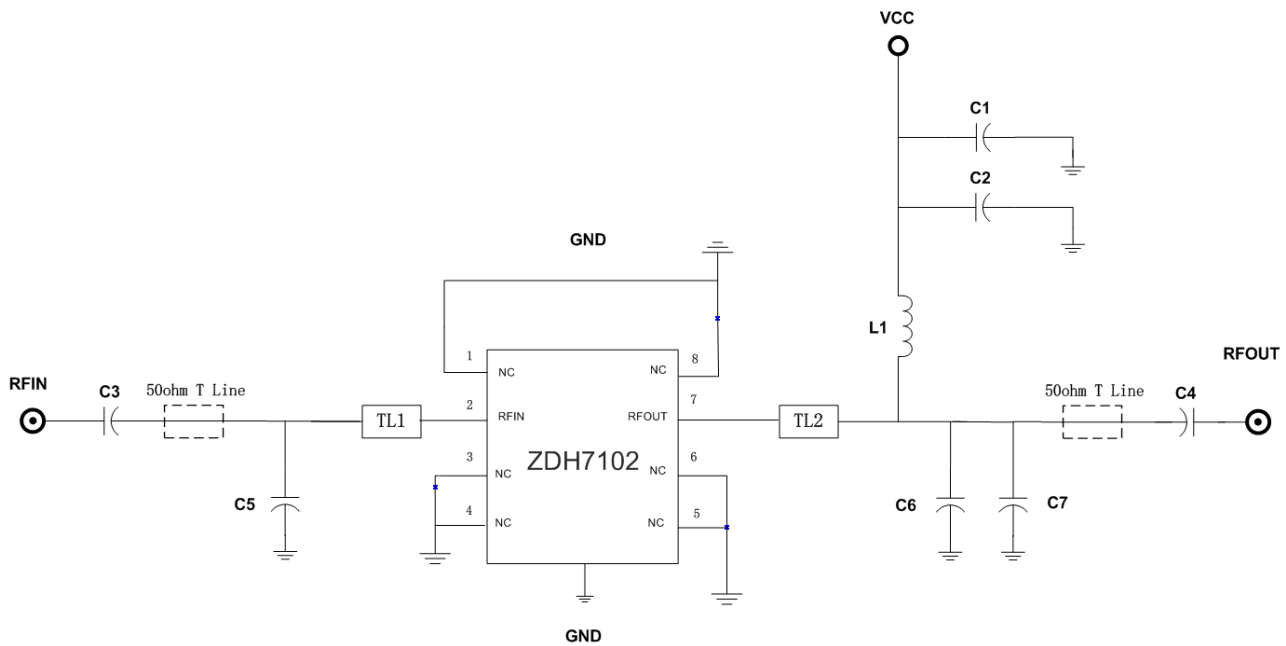 VCC
C1
C2
GND
L1
RFOUT
1
8
NC
NC
RFIN
C3
50ohm T Line
2
7
50ohm T Line
C4
TL1
RFIN
RFOUT
TL2
3
6
ZDH7102
NC
NC
C5
C6
C7
4
5
NC
NC
GND